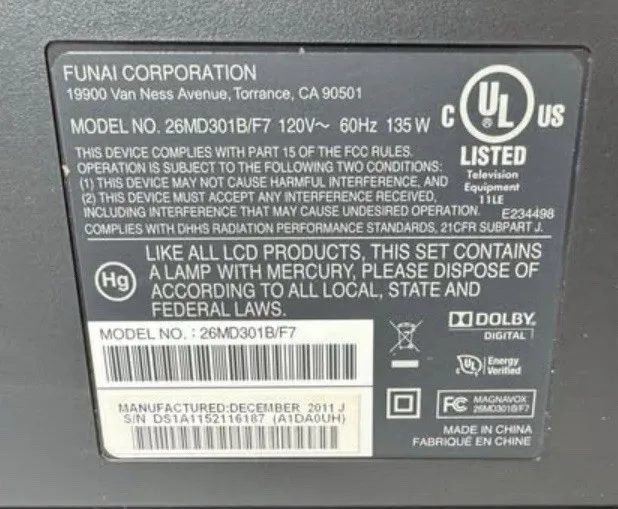 FUNAI CORPORATION
19900 Van Ness Avenue, Torrance, CA 90501
MODEL NO. 26MD301B/F7 120V~ 60Hz 135 W
THIS DEVICE COMPLIES WITH PART 15 OF THE FCC RULES.
OPERATION IS SUBJECT TO THE FOLLOWING TWO CONDITIONS:
(1) THIS DEVICE MAY NOT CAUSE HARMFUL INTERFERENCE, AND
(2) THIS DEVICE MUST ACCEPT ANY INTERFERENCE RECEIVED,
INCLUDING INTERFERENCE THAT MAY CAUSE UNDESIRED OPERATION.
COMPLIES WITH DHHS RADIATION PERFORMANCE STANDARDS, 21CFR SUBPART J.
C UL US
®
LISTED
Television
Equipment
11LE
E234498
Hg
LIKE ALL LCD PRODUCTS, THIS SET CONTAINS
A LAMP WITH MERCURY, PLEASE DISPOSE OF
ACCORDING TO ALL LOCAL, STATE AND
FEDERAL LAWS.
MODEL NO. : 26MD301B/F7
MANUFACTURED:DECEMBER 2011 J
S/N DS1A1152116187 (A1DA0UH)
DOLBY.
DIGITAL
UL Energy
Verified
FC MAGNAVOX
26MD301B/F7
MADE IN CHINA
FABRIQUÉ EN CHINE